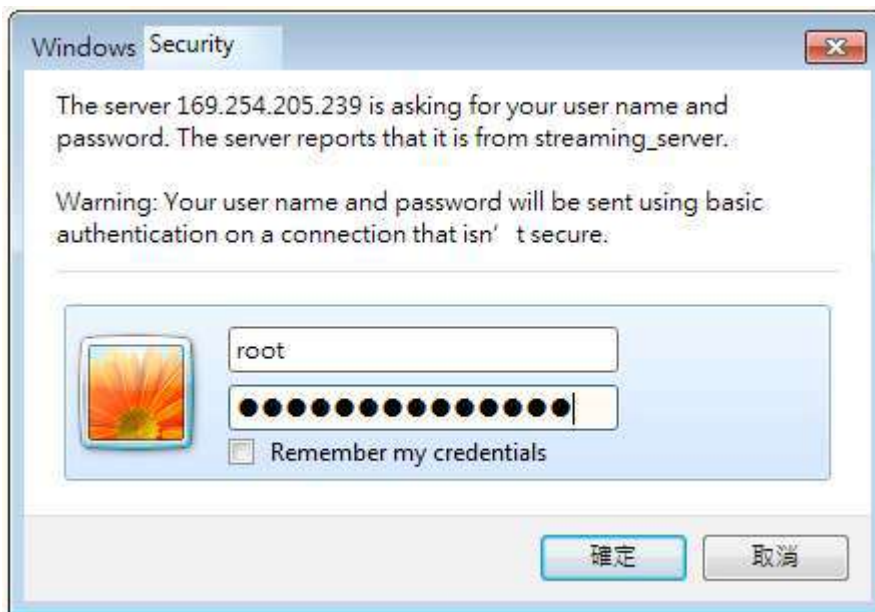 Windows Security
The server 169.254.205.239 is asking for your user name and
password. The server reports that it is from streaming_server.
Warning: Your user name and password will be sent using basic
authentication on a connection that isn’ t secure.
root
●●●●●●●●●●●●●●
Remember my credentials
確定 取消